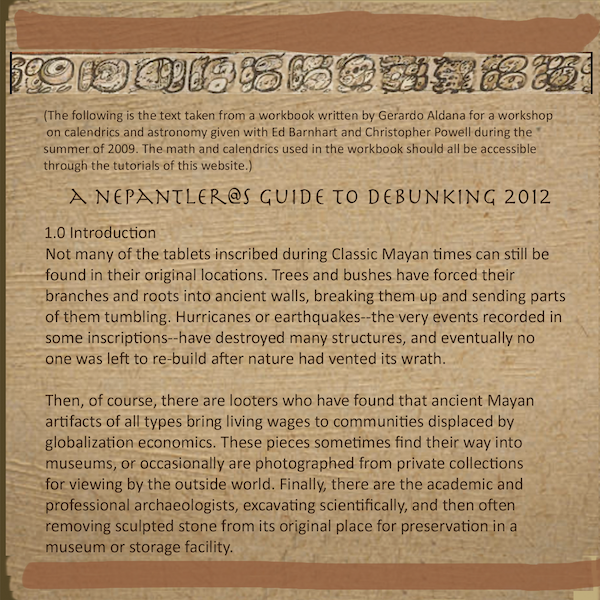 (The following is the text taken from a workbook written by Gerardo Aldana for a workshop
on calendrics and astronomy given with Ed Barnhart and Christopher Powell during the
summer of 2009. The math and calendrics used in the workbook should all be accessible
through the tutorials of this website.)
A NEPANTLER@S GUIDE TO DEBUNKING 2012
1.0 Introduction
Not many of the tablets inscribed during Classic Mayan times can still be
found in their original locations. Trees and bushes have forced their
branches and roots into ancient walls, breaking them up and sending parts
of them tumbling. Hurricanes or earthquakes--the very events recorded in
some inscriptions--have destroyed many structures, and eventually no
one was left to re-build after nature had vented its wrath.
Then, of course, there are looters who have found that ancient Mayan
artifacts of all types bring living wages to communities displaced by
globalization economics. These pieces sometimes find their way into
museums, or occasionally are photographed from private collections
for viewing by the outside world. Finally, there are the academic and
professional archaeologists, excavating scientifically, and then often
removing sculpted stone from its original place for preservation in a
museum or storage facility.